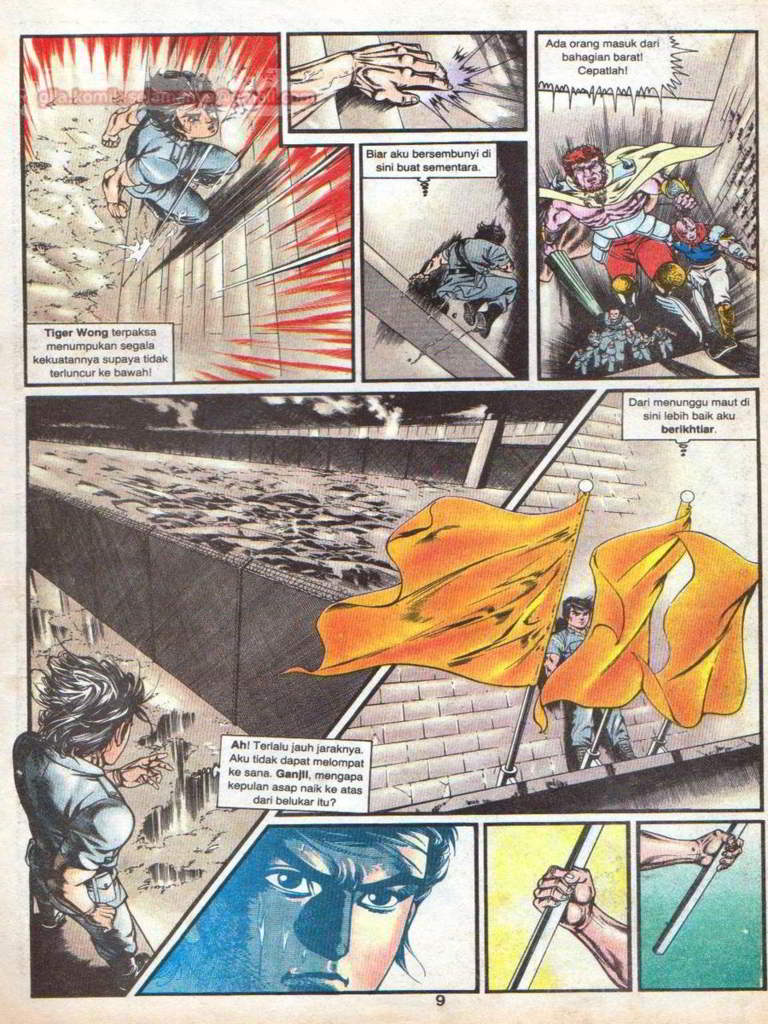 Tiger Wong terpaksa
menumpukan segala
kekuatannya supaya tidak
terluncur ke bawah!
Biar aku bersembunyi di
sini buat sementara.
Ada orang masuk dari
bahagian barat!
Cepatlah!
Dari menunggu maut di
sini lebih baik aku
berikhtiar.
Ah! Terlalu jauh jaraknya.
Aku tidak dapat melompat
ke sana. Ganjil, mengapa
kepulan asap naik ke atas
dari belukar itu?
9